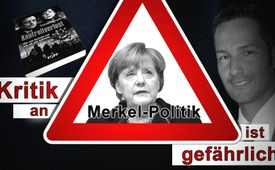 Kontrollverlust
Kritik
an
Merkel-Politik
ist
gefährlich